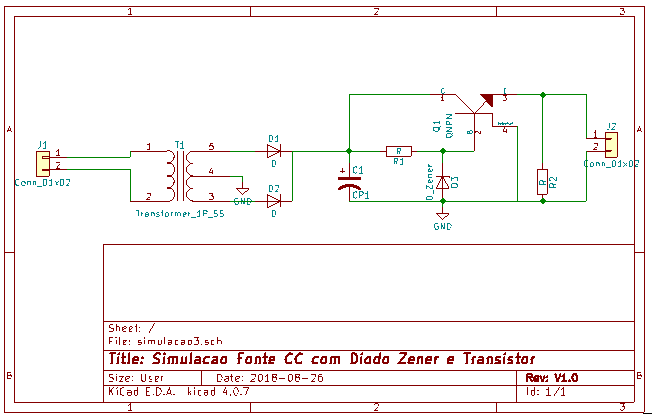 1 2 3
A A
J1
1
2
Conn_01x02
T1
1 5
4
2 3
Transformer_1P_SS
D1
D
D2
D
GND
C1
CP1
R
R1
D_Zener
D3
GND
Q1
QNPN
C
1
B
2
E
3
4
R
R2
J2
1
2
Conn_01x02
B B
Sheet: /
File: simulacao3.sch
Title: Simulacao Fonte CC com Diodo Zener e Transistor
Size: User Date: 2018-08-26 Rev: V1.0
KiCad E.D.A. kicad 4.0.7 Id: 1/1
1 2 3